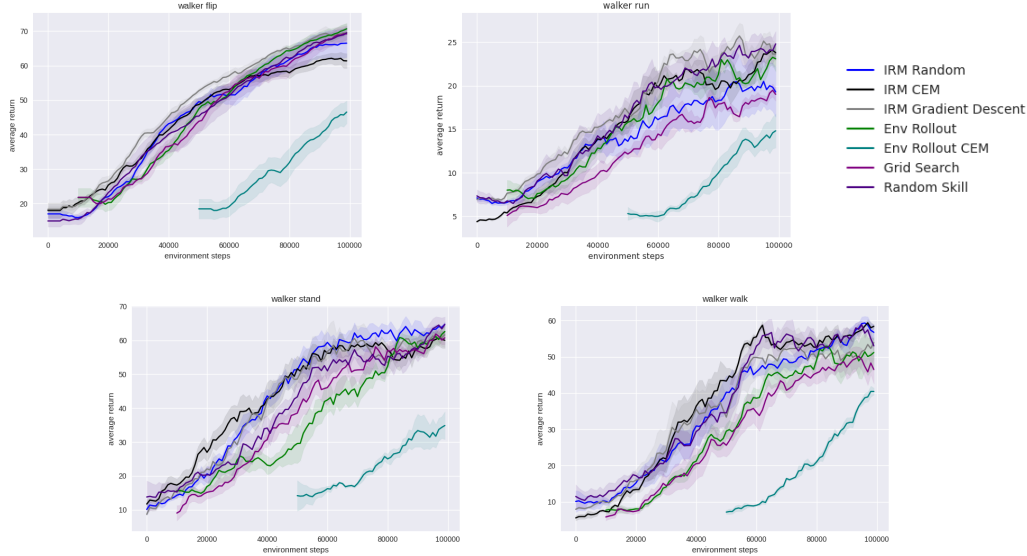 walker flip
70
60
50
40
30
20
average return
0 20000 40000 60000 80000 100000
environment steps
walker run
25
20
15
10
5
average return
0 20000 40000 60000 80000 100000
environment steps
IRM Random
IRM CEM
IRM Gradient Descent
Env Rollout
Env Rollout CEM
Grid Search
Random Skill
walker stand
70
60
50
40
30
20
10
average return
0 20000 40000 60000 80000 100000
environment steps
walker walk
60
50
40
30
20
10
average return
0 20000 40000 60000 80000 100000
environment steps